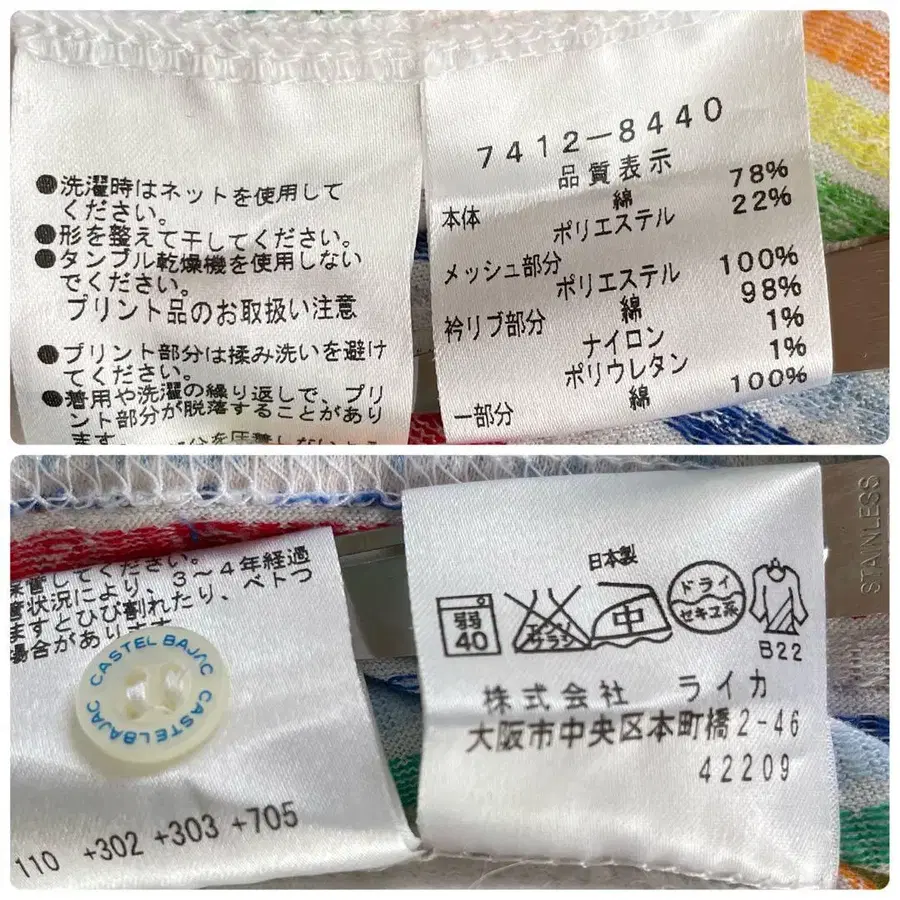 ●洗濯時はネットを使用して
ください。
●形を整えて干してください。
●タンブル乾燥機を使用しない
でください。
プリント品のお取扱い注意
●プリント部分は揉み洗いを避け
てください。
●着用や洗濯の繰り返しで、プリ
ント部分が脱落することがあり
ます
7412-8440
品質表示
本体 綿 78%
ポリエステル 22%
メッシュ部分
ポリエステル 100%
衿リブ部分 綿 98%
ナイロン 1%
ポリウレタン 1%
一部分 綿 100%
てください。
状況により、3~4年経過
ますとひび割れたり、ベトつ
場合があります
CASTELBAJAC CASTELBAJAC
110 +302 +303 +705
日本製
弱
40
エンソ
サラシ
中
ドライ
セキユ系
B22
株式会社 ライカ
大阪市中央区本町橋2-46
42209
STAINLESS